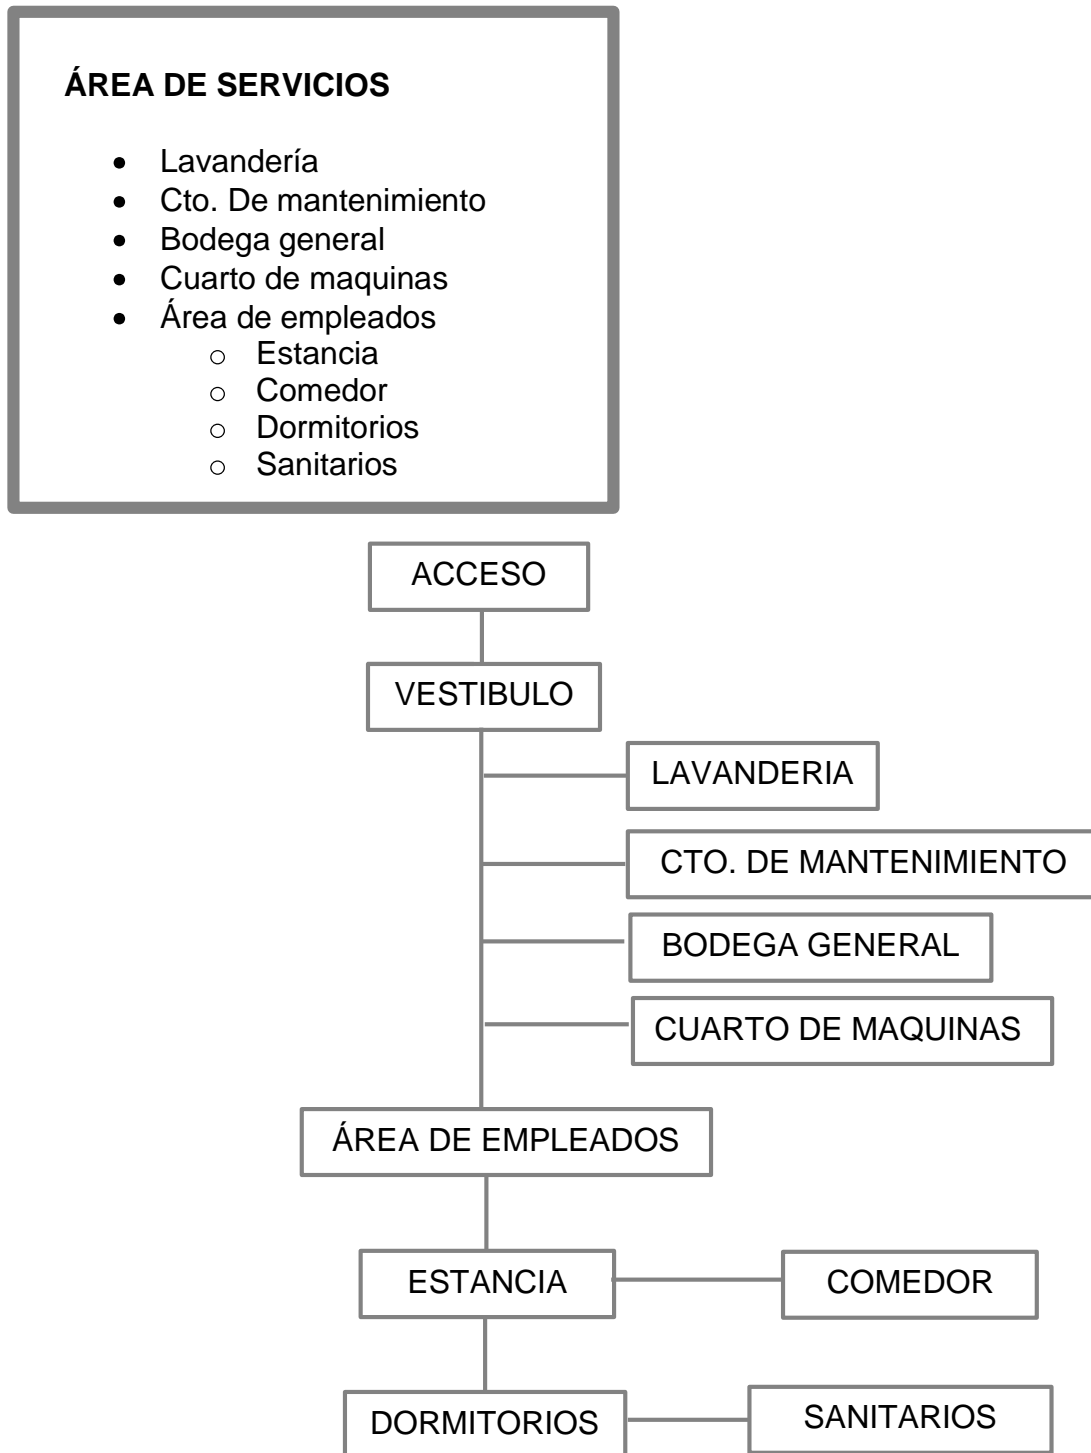 ÁREA DE SERVICIOS
• Lavandería
• Cto. De mantenimiento
• Bodega general
• Cuarto de maquinas
• Área de empleados
o Estancia
o Comedor
o Dormitorios
o Sanitarios
ACCESO
VESTIBULO
LAVANDERIA
CTO. DE MANTENIMIENTO
BODEGA GENERAL
CUARTO DE MAQUINAS
ÁREA DE EMPLEADOS
ESTANCIA
COMEDOR
DORMITORIOS
SANITARIOS